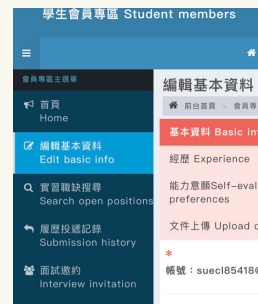 學生會員專區 Student members
會員專區主選單
首頁
Home
編輯基本資料
Edit basic info
實習職缺搜尋
Search open positions
履歷投遞記錄
Submission history
面試邀約
Interview invitation
編輯基本資料
前台首頁 » 會員專
基本資料 Basic in
經歷 Experience
能力意願Self-eval
preferences
文件上傳 Upload
*
帳號：suecl85418@